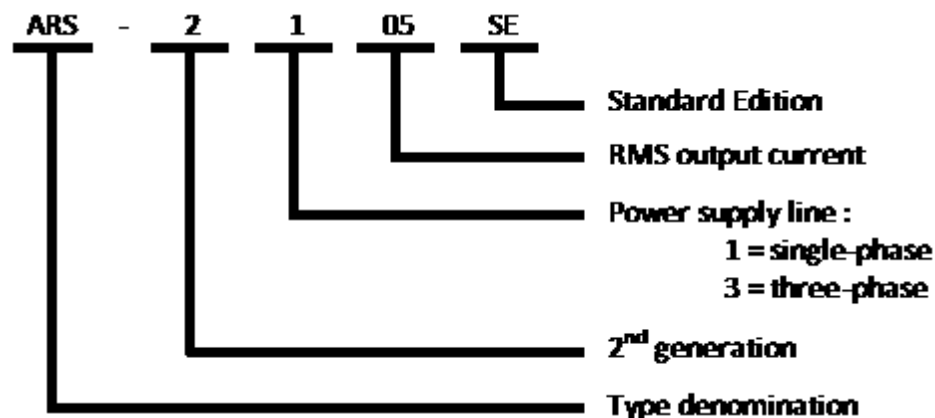 ARS - 2 1 05 SE
Standard Edition
RMS output current
Power supply line :
1 = single-phase
3 = three-phase
2nd generation
Type denomination